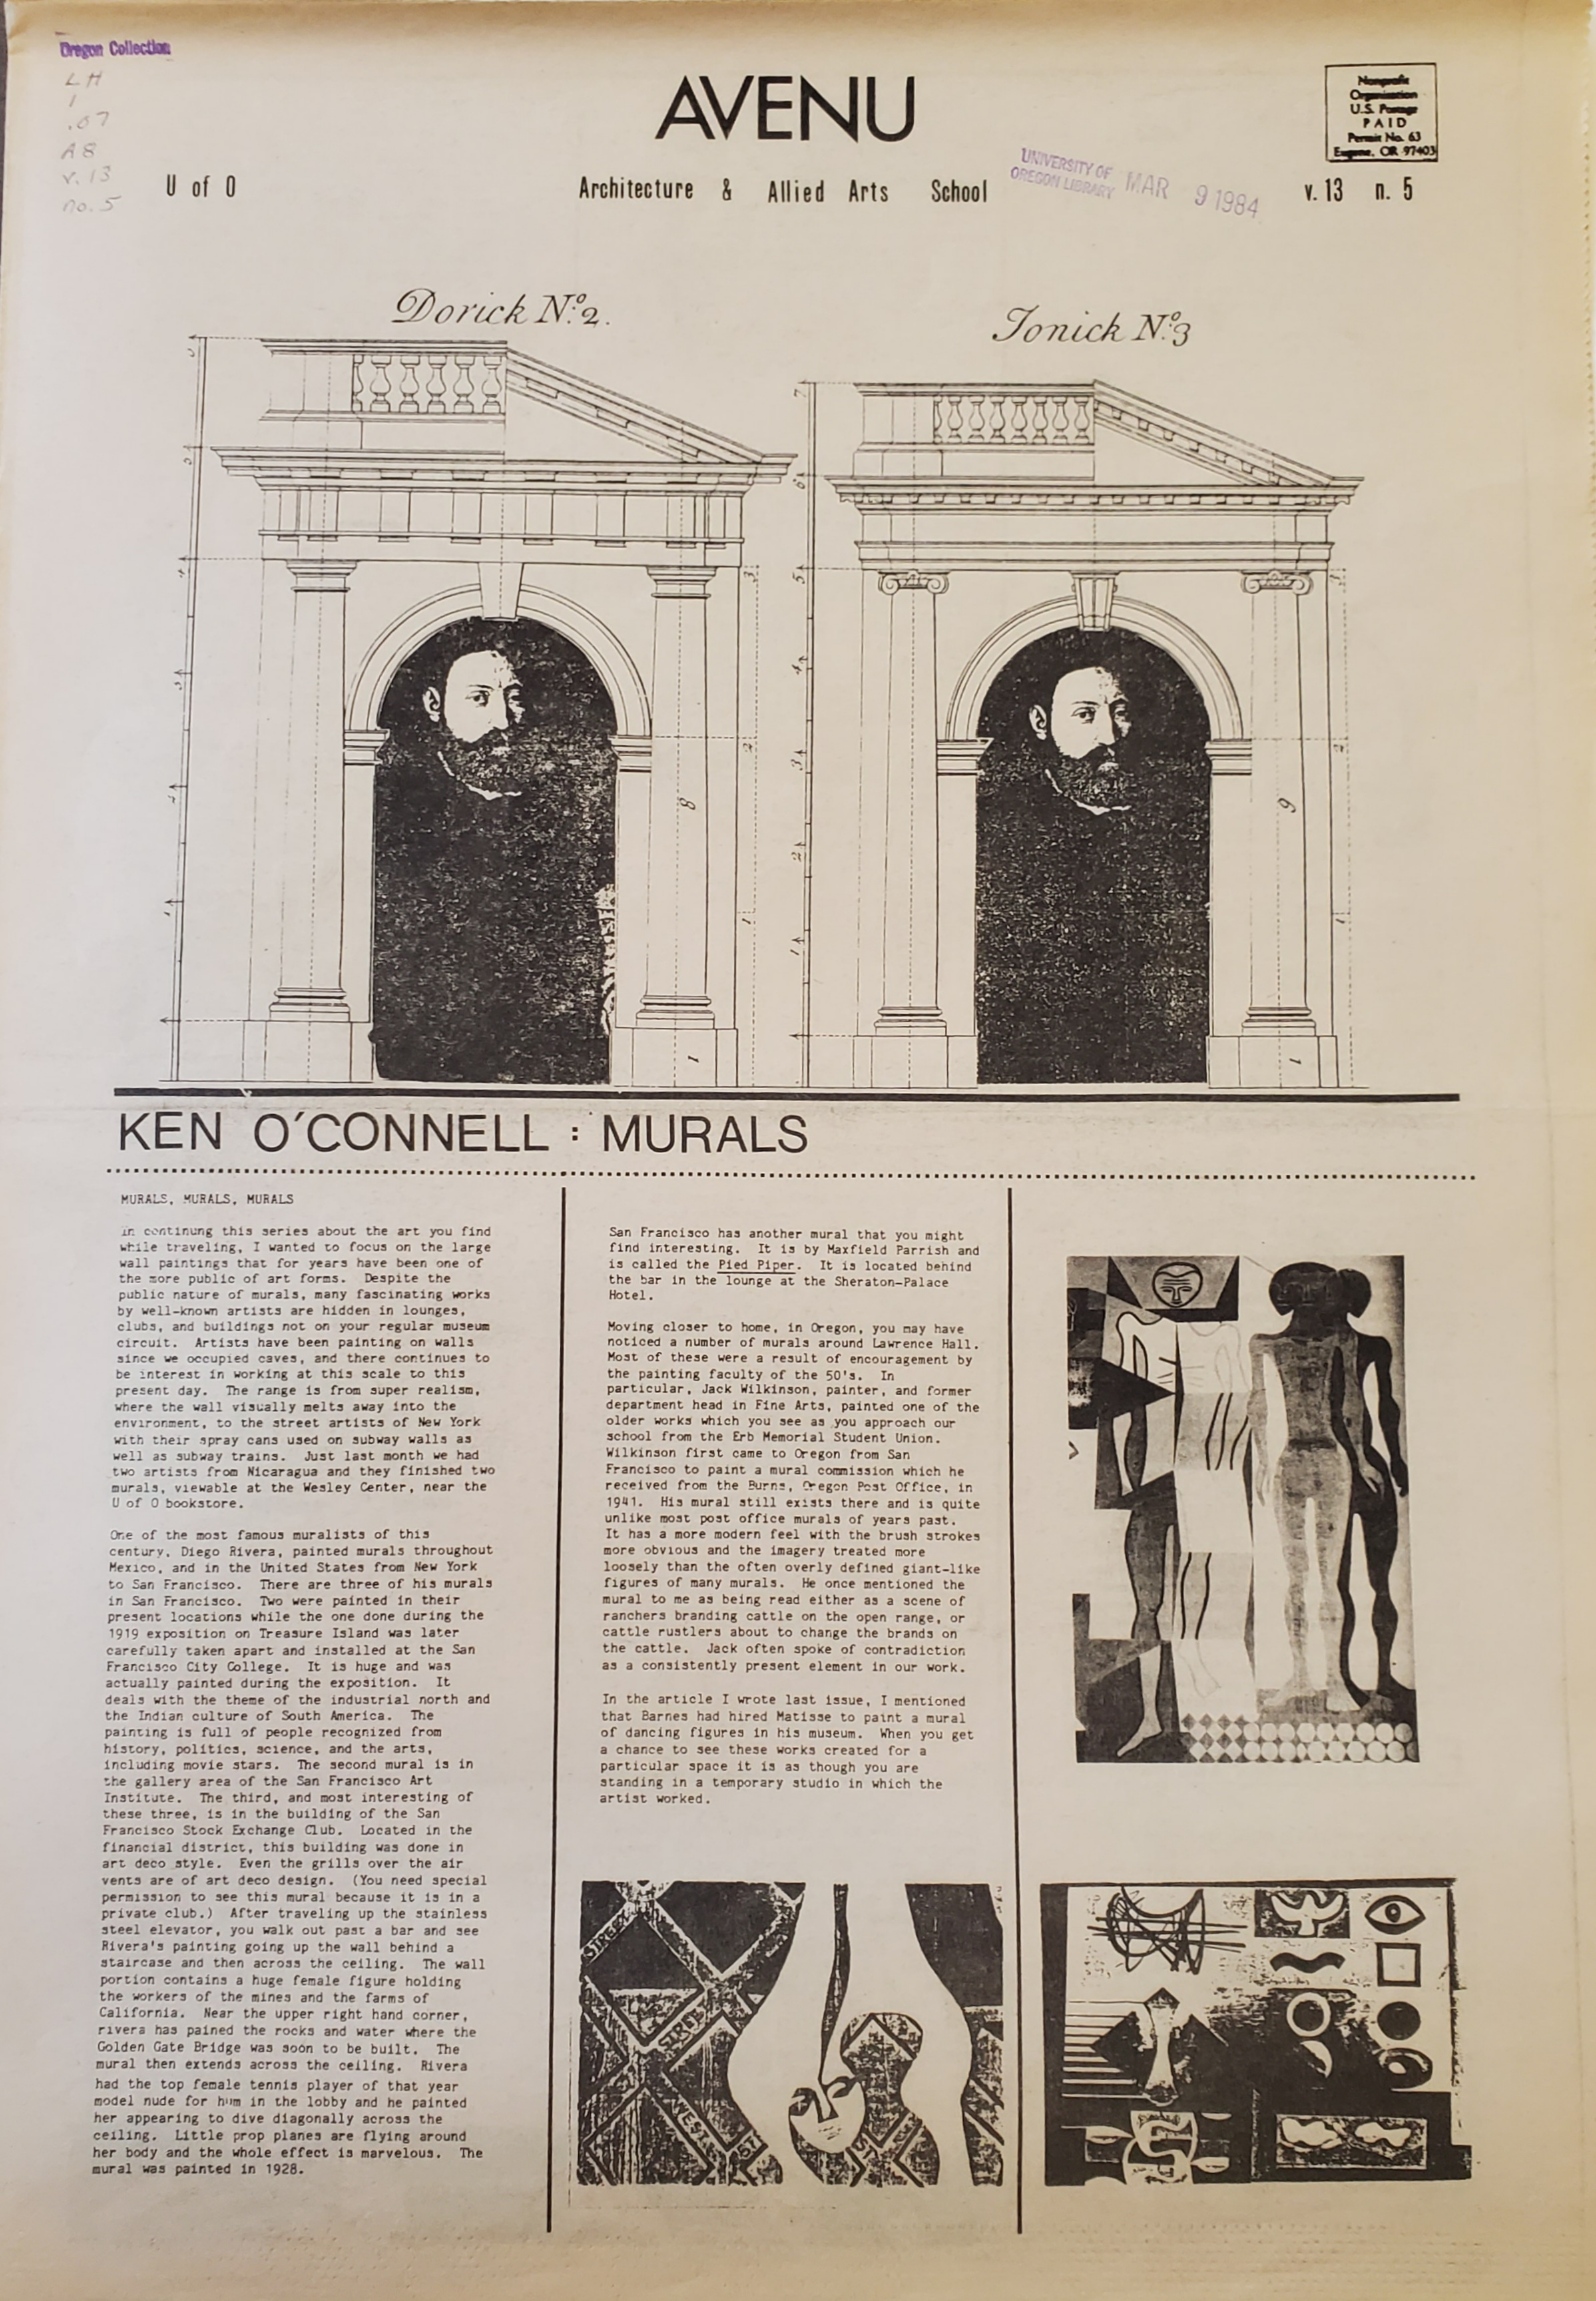 Oregon Collection
LH
1
.07
A8
v.13
no.5
AVENU
Nonprofit
Organization
U.S. Postage
PAID
Permit No. 63
Eugene, OR 97403
U of O
Architecture & Allied Arts School
UNIVERSITY OF
OREGON LIBRARY
MAR 9 1984
v. 13 n. 5
Dorick Nº. 2.
Ionick Nº. 3
KEN O'CONNELL : MURALS
MURALS, MURALS, MURALS
in continung this series about the art you find
while traveling, I wanted to focus on the large
wall paintings that for years have been one of
the more public of art forms. Despite the
public nature of murals, many fascinating works
by well-known artists are hidden in lounges,
clubs, and buildings not on your regular museum
circuit. Artists have been painting on walls
since we occupied caves, and there continues to
be interest in working at this scale to this
present day. The range is from super realism,
where the wall visually melts away into the
environment, to the street artists of New York
with their spray cans used on subway walls as
well as subway trains. Just last month we had
two artists from Nicaragua and they finished two
murals, viewable at the Wesley Center, near the
U of O bookstore.
One of the most famous muralists of this
century, Diego Rivera, painted murals throughout
Mexico, and in the United States from New York
to San Francisco. There are three of his murals
in San Francisco. Two were painted in their
present locations while the one done during the
1919 exposition on Treasure Island was later
carefully taken apart and installed at the San
Francisco City College. It is huge and was
actually painted during the exposition. It
deals with the theme of the industrial north and
the Indian culture of South America. The
painting is full of people recognized from
history, politics, science, and the arts,
including movie stars. The second mural is in
the gallery area of the San Francisco Art
Institute. The third, and most interesting of
these three, is in the building of the San
Francisco Stock Exchange Club. Located in the
financial district, this building was done in
art deco style. Even the grills over the air
vents are of art deco design. (You need special
permission to see this mural because it is in a
private club.) After traveling up the stainless
steel elevator, you walk out past a bar and see
Rivera's painting going up the wall behind a
staircase and then across the ceiling. The wall
portion contains a huge female figure holding
the workers of the mines and the farms of
California. Near the upper right hand corner,
rivera has pained the rocks and water where the
Golden Gate Bridge was soon to be built. The
mural then extends across the ceiling. Rivera
had the top female tennis player of that year
model nude for him in the lobby and he painted
her appearing to dive diagonally across the
ceiling. Little prop planes are flying around
her body and the whole effect is marvelous. The
mural was painted in 1928.
San Francisco has another mural that you might
find interesting. It is by Maxfield Parrish and
is called the Pied Piper. It is located behind
the bar in the lounge at the Sheraton-Palace
Hotel.
Moving closer to home, in Oregon, you may have
noticed a number of murals around Lawrence Hall.
Most of these were a result of encouragement by
the painting faculty of the 50's. In
particular, Jack Wilkinson, painter, and former
department head in Fine Arts, painted one of the
older works which you see as you approach our
school from the Erb Memorial Student Union.
Wilkinson first came to Oregon from San
Francisco to paint a mural commission which he
received from the Burns, Oregon Post Office, in
1941. His mural still exists there and is quite
unlike most post office murals of years past.
It has a more modern feel with the brush strokes
more obvious and the imagery treated more
loosely than the often overly defined giant-like
figures of many murals. He once mentioned the
mural to me as being read either as a scene of
ranchers branding cattle on the open range, or
cattle rustlers about to change the brands on
the cattle. Jack often spoke of contradiction
as a consistently present element in our work.
In the article I wrote last issue, I mentioned
that Barnes had hired Matisse to paint a mural
of dancing figures in his museum. When you get
a chance to see these works created for a
particular space it is as though you are
standing in a temporary studio in which the
artist worked.